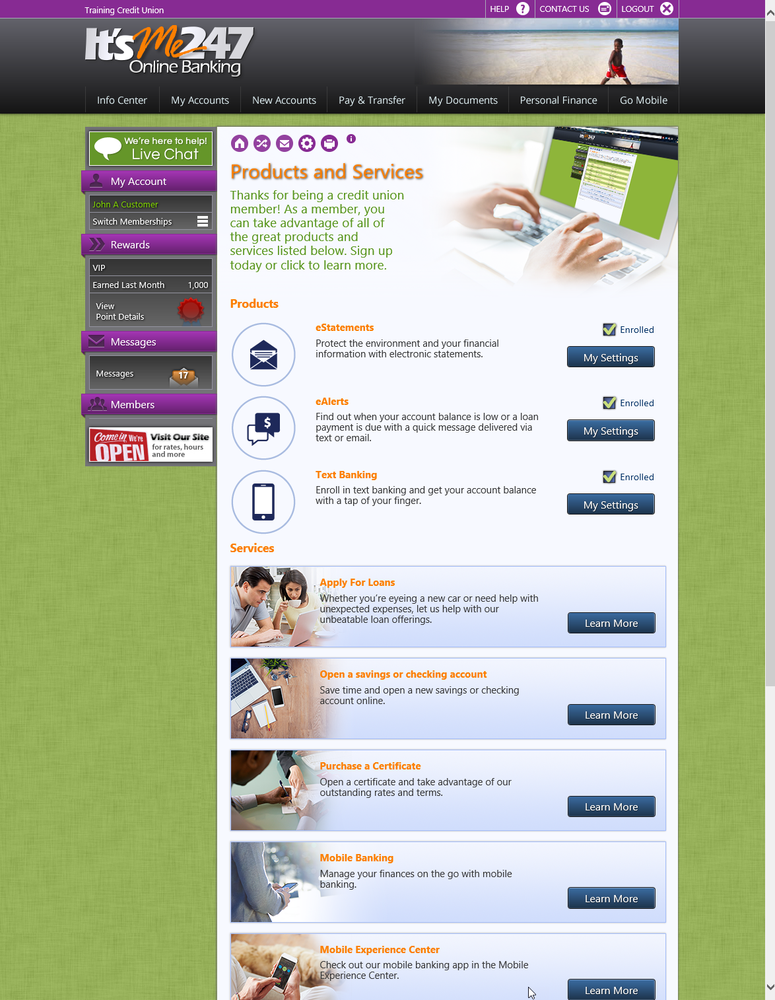 Training Credit Union
HELP
CONTACT US
LOGOUT
It'sMe247
Online Banking
Info Center
My Accounts
New Accounts
Pay & Transfer
My Documents
Personal Finance
Go Mobile
We're here to help!
Live Chat
My Account
John A Customer
Switch Memberships
Rewards
VIP
Earned Last Month 1,000
View
Point Details
Messages
Messages 17
Members
Come in We're
OPEN
Visit Our Site
for rates, hours
and more
Products and Services
Thanks for being a credit union
member! As a member, you
can take advantage of all of
the great products and
services listed below. Sign up
today or click to learn more.
Products
eStatements
Protect the environment and your financial
information with electronic statements.
Enrolled
My Settings
eAlerts
Find out when your account balance is low or a loan
payment is due with a quick message delivered via
text or email.
Enrolled
My Settings
Text Banking
Enroll in text banking and get your account balance
with a tap of your finger.
Enrolled
My Settings
Services
Apply For Loans
Whether you're eyeing a new car or need help with
unexpected expenses, let us help with our
unbeatable loan offerings.
Learn More
Open a savings or checking account
Save time and open a new savings or checking
account online.
Learn More
Purchase a Certificate
Open a certificate and take advantage of our
outstanding rates and terms.
Learn More
Mobile Banking
Manage your finances on the go with mobile
banking.
Learn More
Mobile Experience Center
Check out our mobile banking app in the Mobile
Experience Center.
Learn More